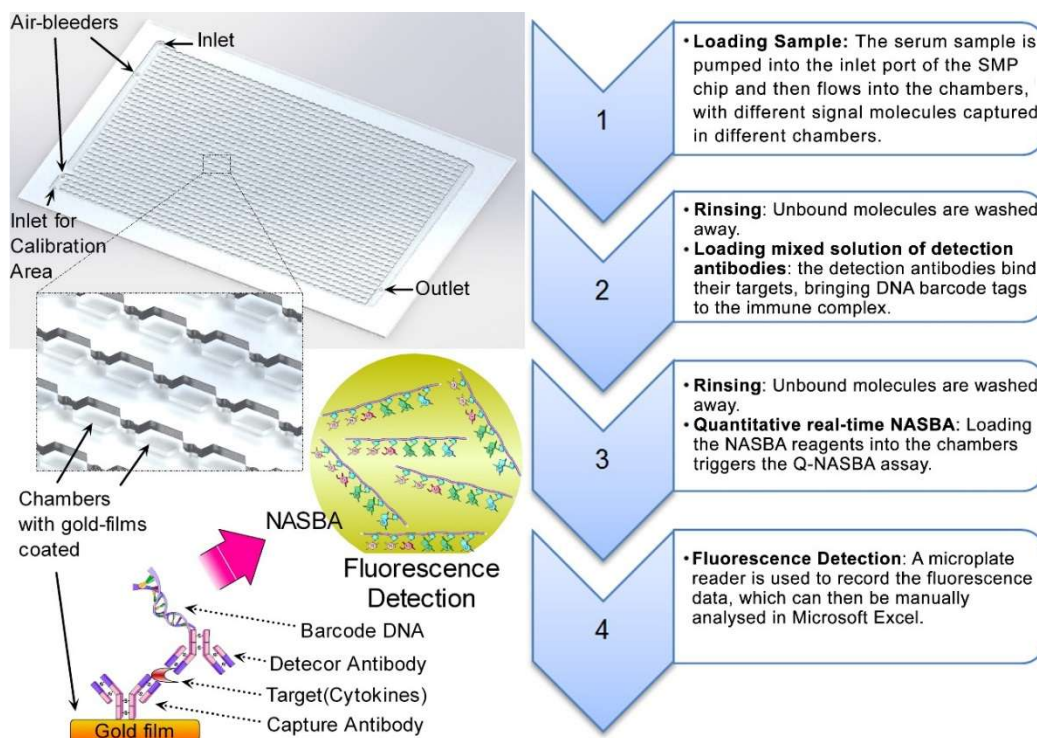 Air-bleeders
Inlet
Inlet for
Calibration
Area
Outlet
Chambers
with gold-films
coated
NASBA
Fluorescence
Detection
Barcode DNA
Detecor Antibody
Target(Cytokines)
Capture Antibody
Gold film
1
• Loading Sample: The serum sample is
pumped into the inlet port of the SMP
chip and then flows into the chambers,
with different signal molecules captured
in different chambers.
2
• Rinsing: Unbound molecules are washed
away.
• Loading mixed solution of detection
antibodies: the detection antibodies bind
their targets, bringing DNA barcode tags
to the immune complex.
3
• Rinsing: Unbound molecules are washed
away.
• Quantitative real-time NASBA: Loading
the NASBA reagents into the chambers
triggers the Q-NASBA assay.
4
• Fluorescence Detection: A microplate
reader is used to record the fluorescence
data, which can then be manually
analysed in Microsoft Excel.